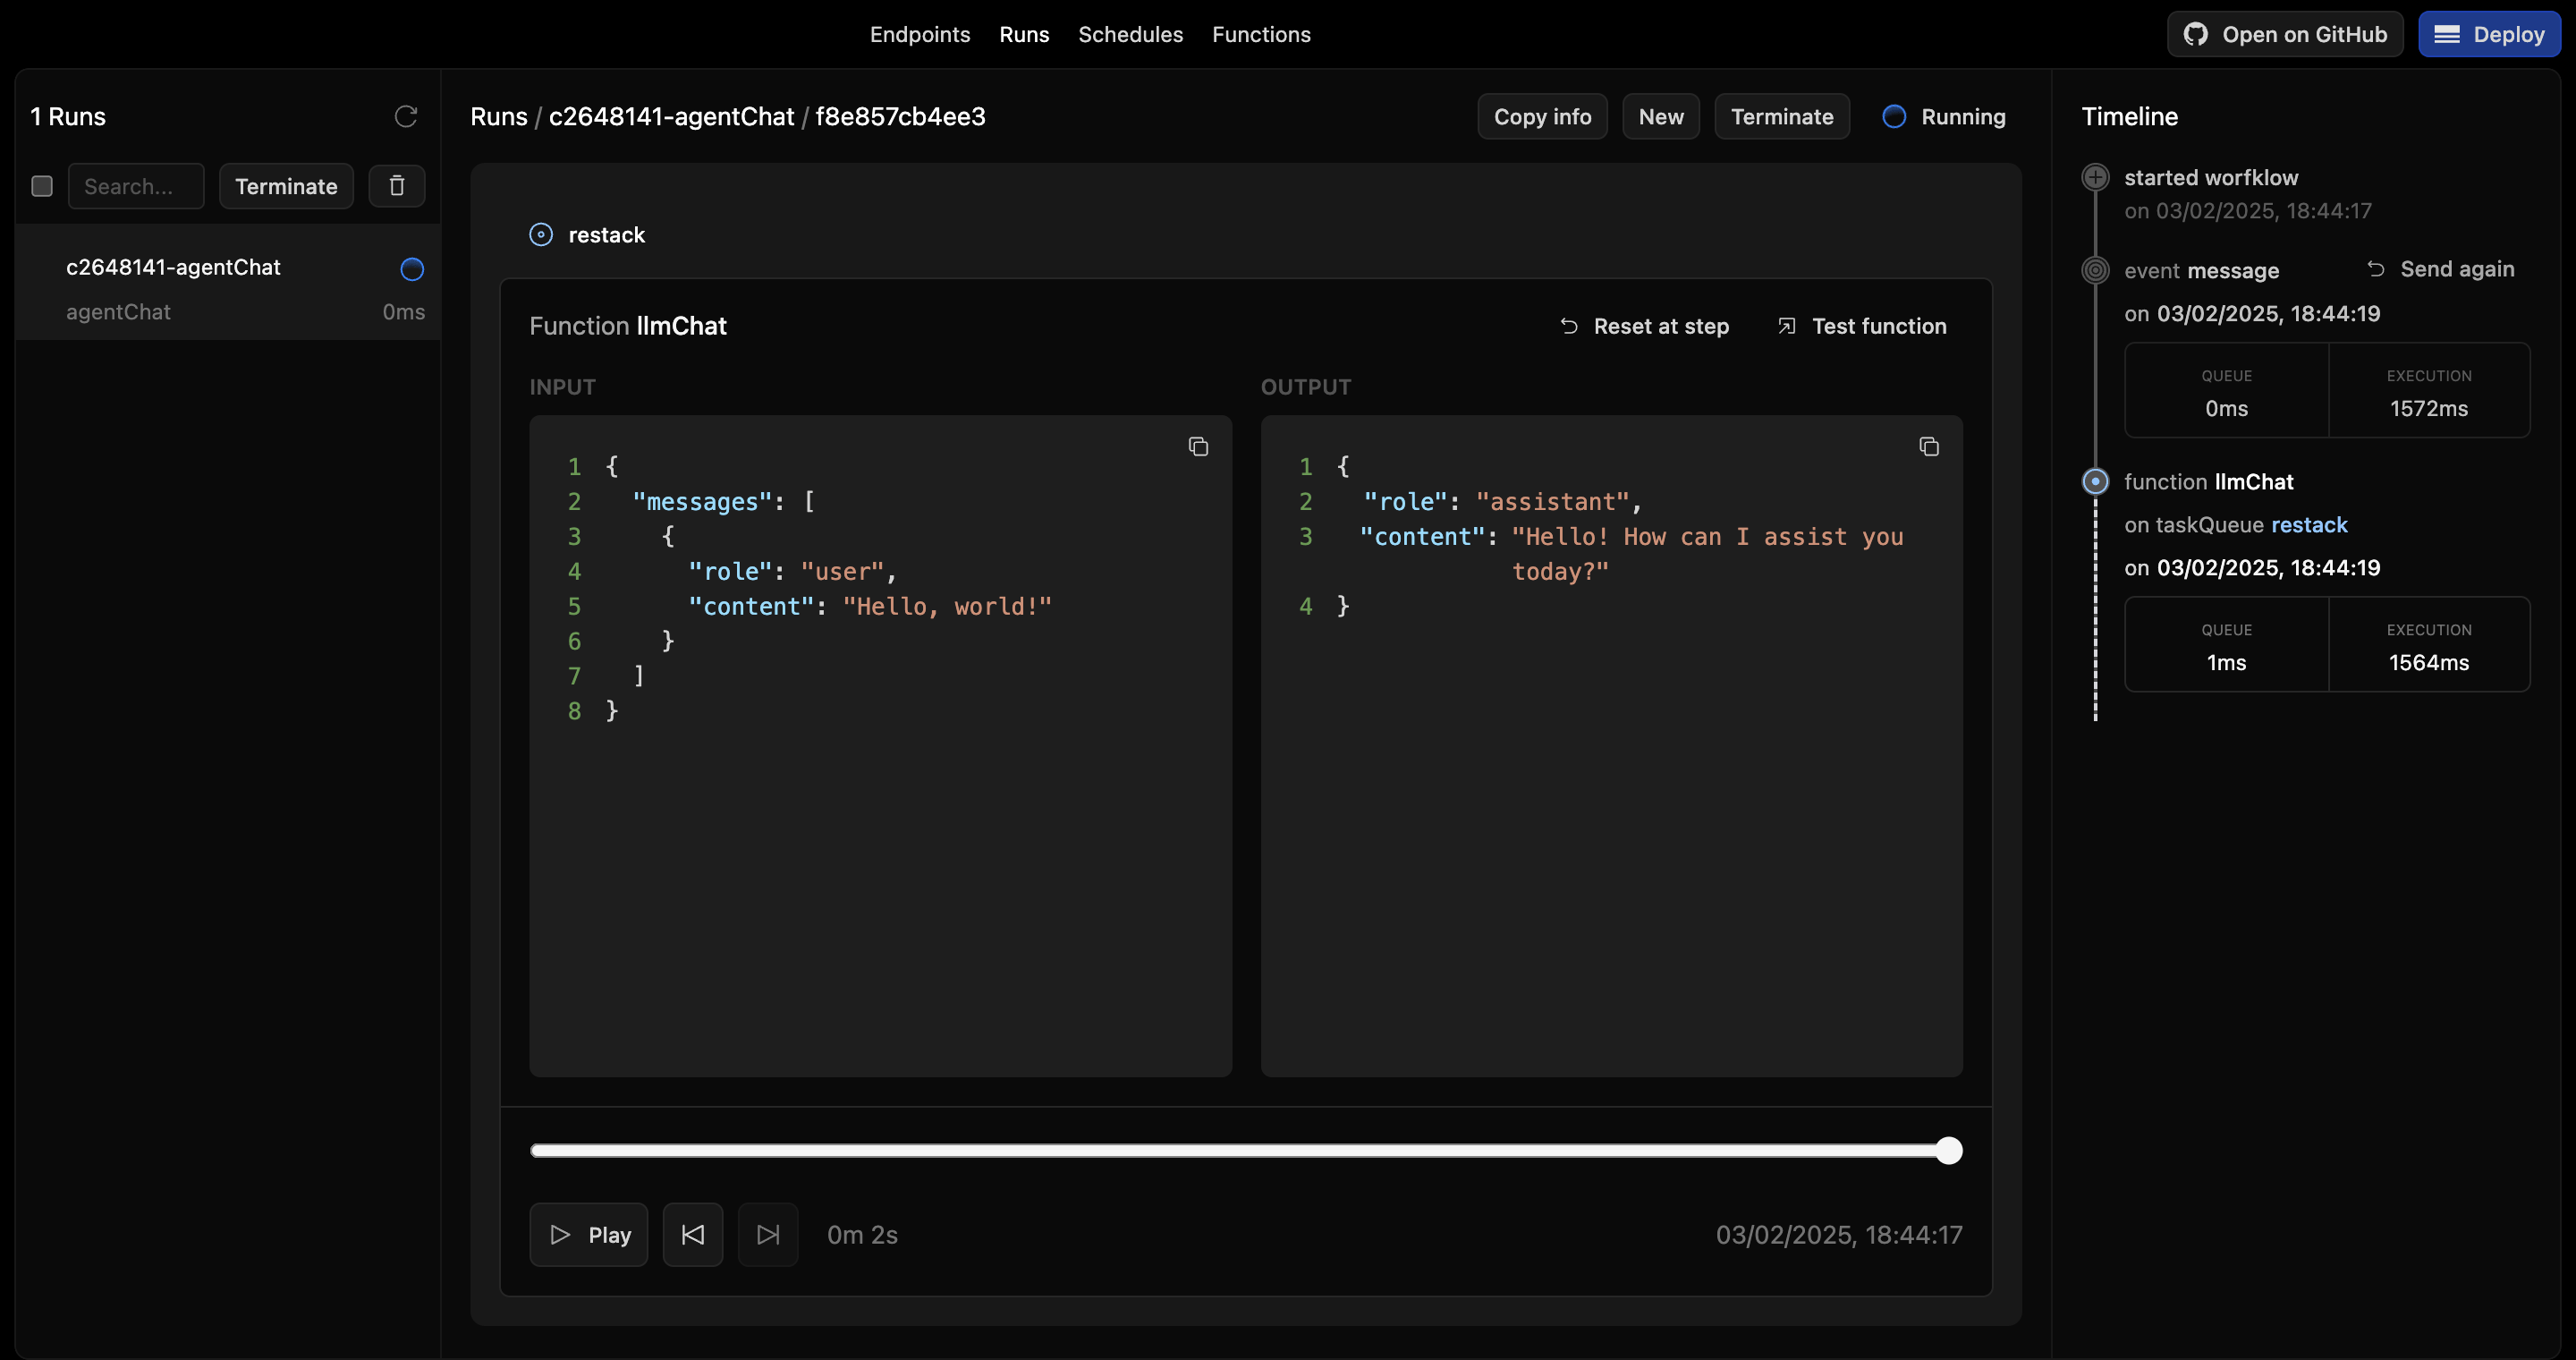 Endpoints Runs Schedules Functions
Open on GitHub Deploy
1 Runs
Search... Terminate
c2648141-agentChat
agentChat 0ms
Runs / c2648141-agentChat / f8e857cb4ee3
Copy info New Terminate Running
restack
Function llmChat
Reset at step Test function
INPUT
1 {
2 "messages": [
3 {
4 "role": "user",
5 "content": "Hello, world!"
6 }
7 ]
8 }
OUTPUT
1 {
2 "role": "assistant",
3 "content": "Hello! How can I assist you
today?"
4 }
Play 0m 2s 03/02/2025, 18:44:17
Timeline
started worfklow
on 03/02/2025, 18:44:17
event message Send again
on 03/02/2025, 18:44:19
QUEUE EXECUTION
0ms 1572ms
function llmChat
on taskQueue restack
on 03/02/2025, 18:44:19
QUEUE EXECUTION
1ms 1564ms